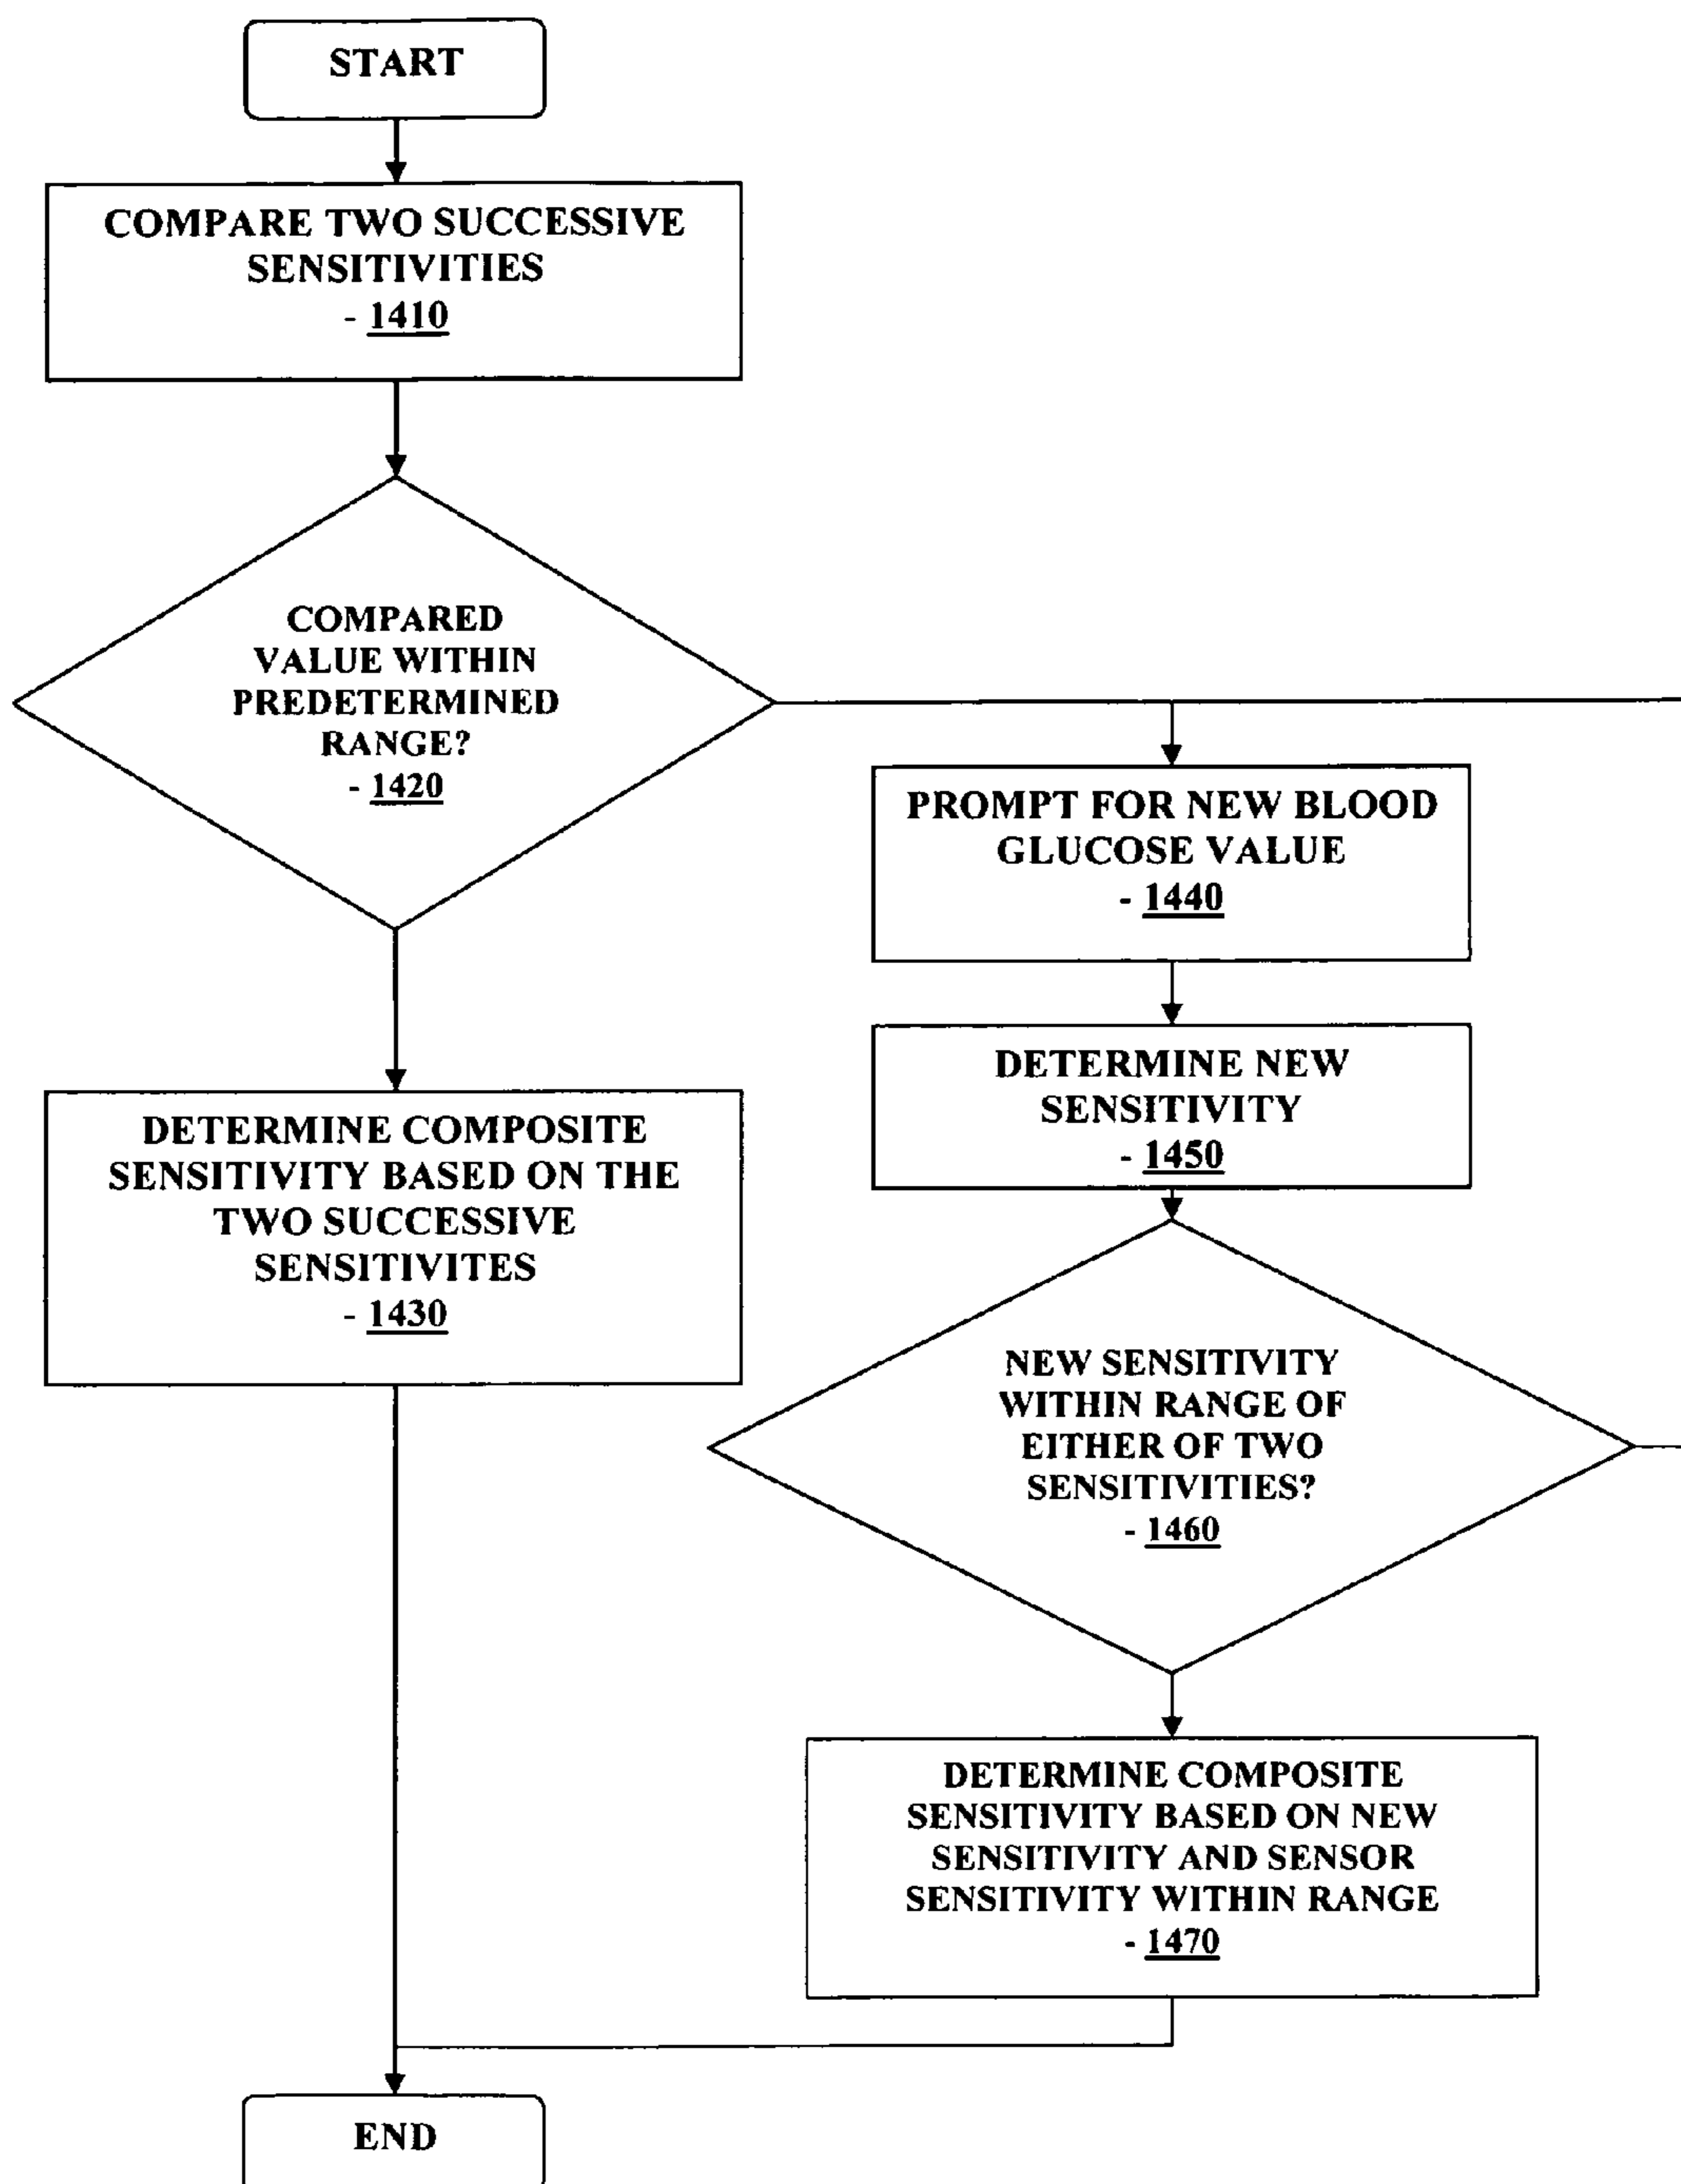 START
COMPARE TWO SUCCESSIVE
SENSITIVITIES
- 1410
COMPARED
VALUE WITHIN
PREDETERMINED
RANGE?
- 1420
PROMPT FOR NEW BLOOD
GLUCOSE VALUE
- 1440
DETERMINE NEW
SENSITIVITY
- 1450
DETERMINE COMPOSITE
SENSITIVITY BASED ON THE
TWO SUCCESSIVE
SENSITIVITES
- 1430
NEW SENSITIVITY
WITHIN RANGE OF
EITHER OF TWO
SENSITIVITIES?
- 1460
DETERMINE COMPOSITE
SENSITIVITY BASED ON NEW
SENSITIVITY AND SENSOR
SENSITIVITY WITHIN RANGE
- 1470
END